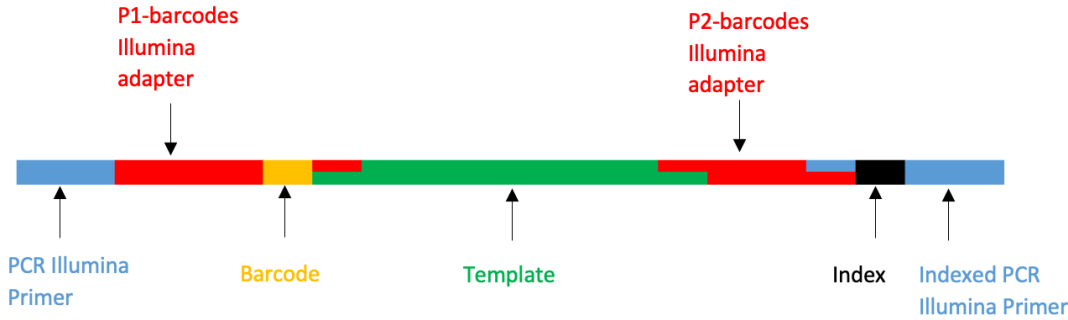 P1-barcodes
Illumina
adapter
P2-barcodes
Illumina
adapter
PCR Illumina
Primer
Barcode
Template
Index
Indexed PCR
Illumina Primer